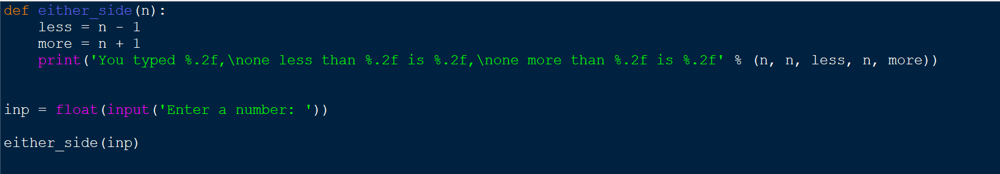 def either_side(n):
    less = n - 1
    more = n + 1
    print('You typed %.2f,\none less than %.2f is %.2f,\none more than %.2f is %.2f' % (n, n, less, n, more))
inp = float(input('Enter a number: '))
either_side(inp)